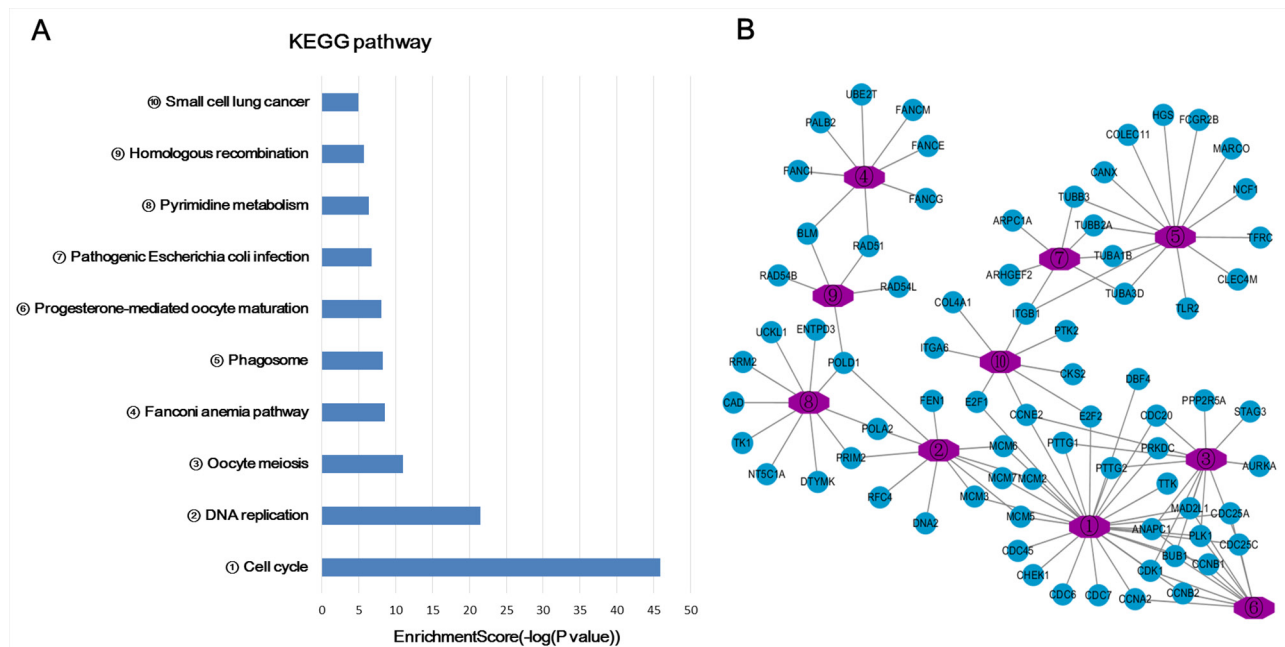 A
KEGG pathway
⑩ Small cell lung cancer
⑨ Homologous recombination
⑧ Pyrimidine metabolism
⑦ Pathogenic Escherichia coli infection
⑥ Progesterone-mediated oocyte maturation
⑤ Phagosome
④ Fanconi anemia pathway
③ Oocyte meiosis
② DNA replication
① Cell cycle
0 5 10 15 20 25 30 35 40 45 50
EnrichmentScore(-log(P value))
B
UBE2T
FANCM
PALB2
FANCE
FANCI
④
FANCG
BLM
RAD51
RAD54B
⑨
RAD54L
HGS
FCGR2B
COLEC11
MARCO
CANX
NCF1
TUBB3
ARPC1A
TUBB2A
⑤
TFRC
⑦
TUBA1B
ARHGEF2
CLEC4M
TUBA3D
TLR2
ITGB1
COL4A1
PTK2
ITGA6
⑩
CKS2
UCKL1
ENTPD3
RRM2
POLD1
CAD
⑧
TK1
POLA2
NT5C1A
PRIM2
DTYMK
FEN1
E2F1
CCNE2
E2F2
DBF4
CDC20
PPP2R5A
STAG3
②
MCM6
PTTG1
PRKDC
③
AURKA
PTTG2
MCM7
MCM2
RFC4
MCM3
TTK
DNA2
MCM5
①
MAD2L1
CDC25A
ANAPC1
PLK1
CDC45
BUB1
CDC25C
CHEK1
CDK1
CCNB1
CDC6
CDC7
CCNA2
CCNB2
⑥